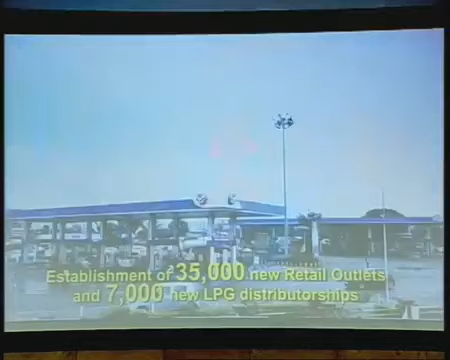 Establishment of 35,000 new Retail Outlets
and 7,000 new LPG distributorships